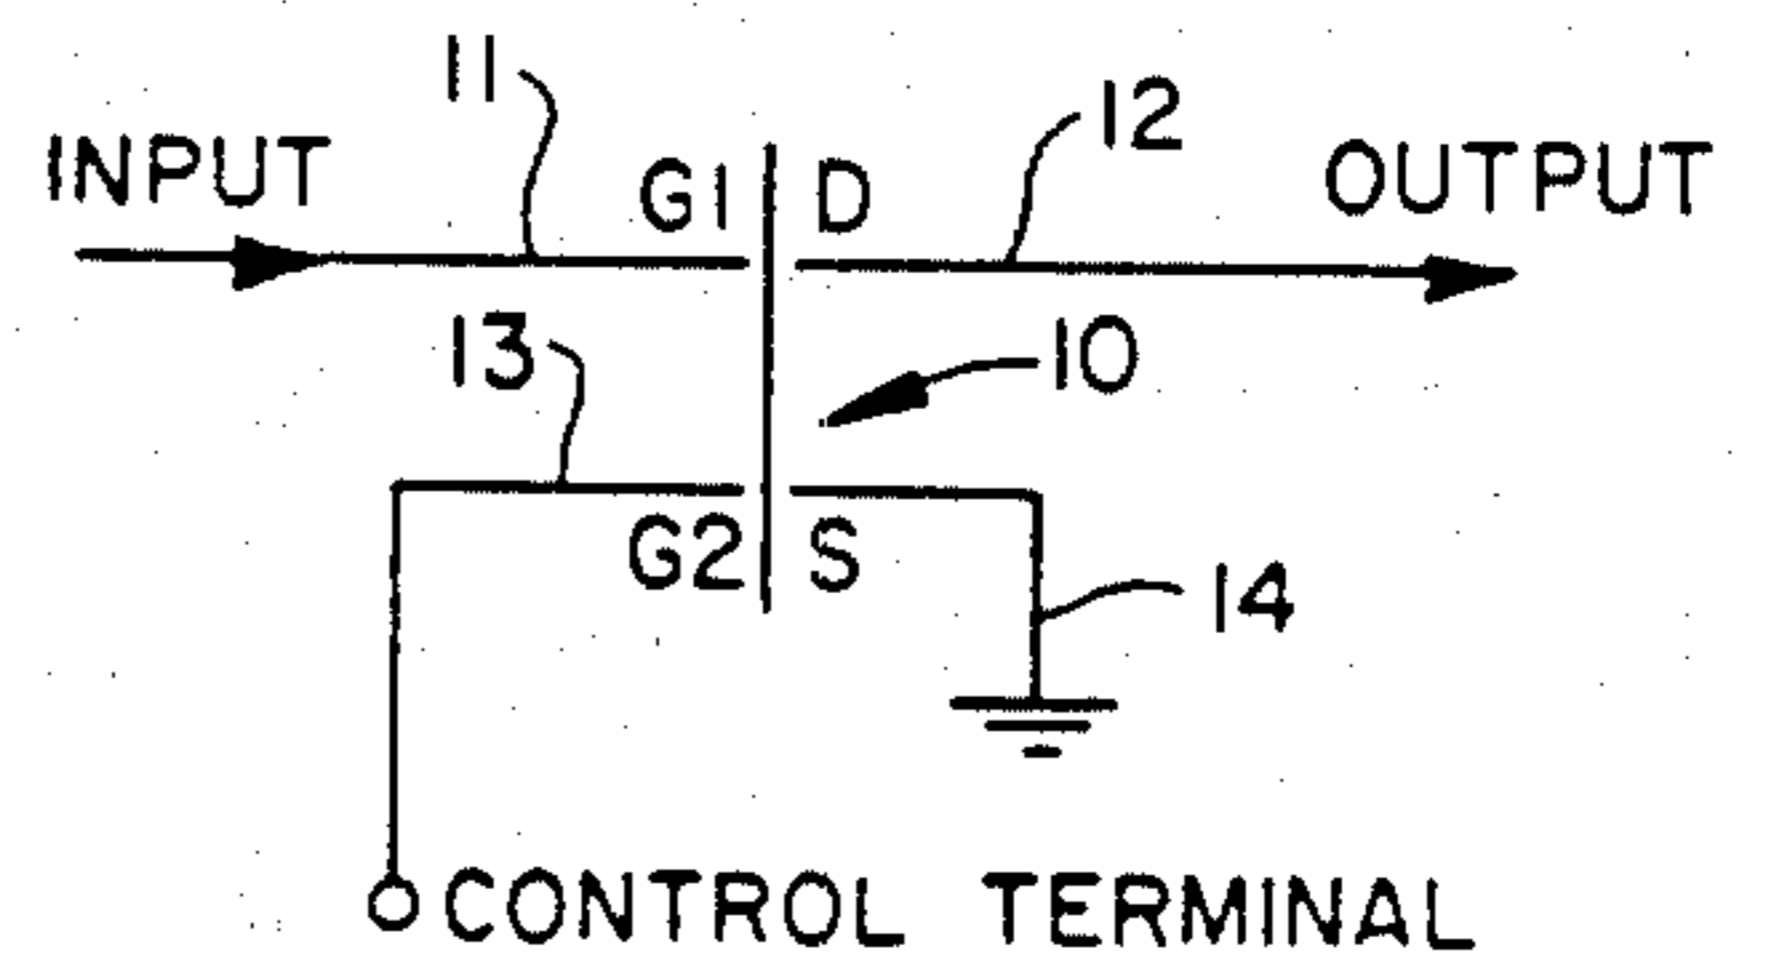 11
12
INPUT
G1 D
OUTPUT
13
10
G2 S
14
CONTROL TERMINAL